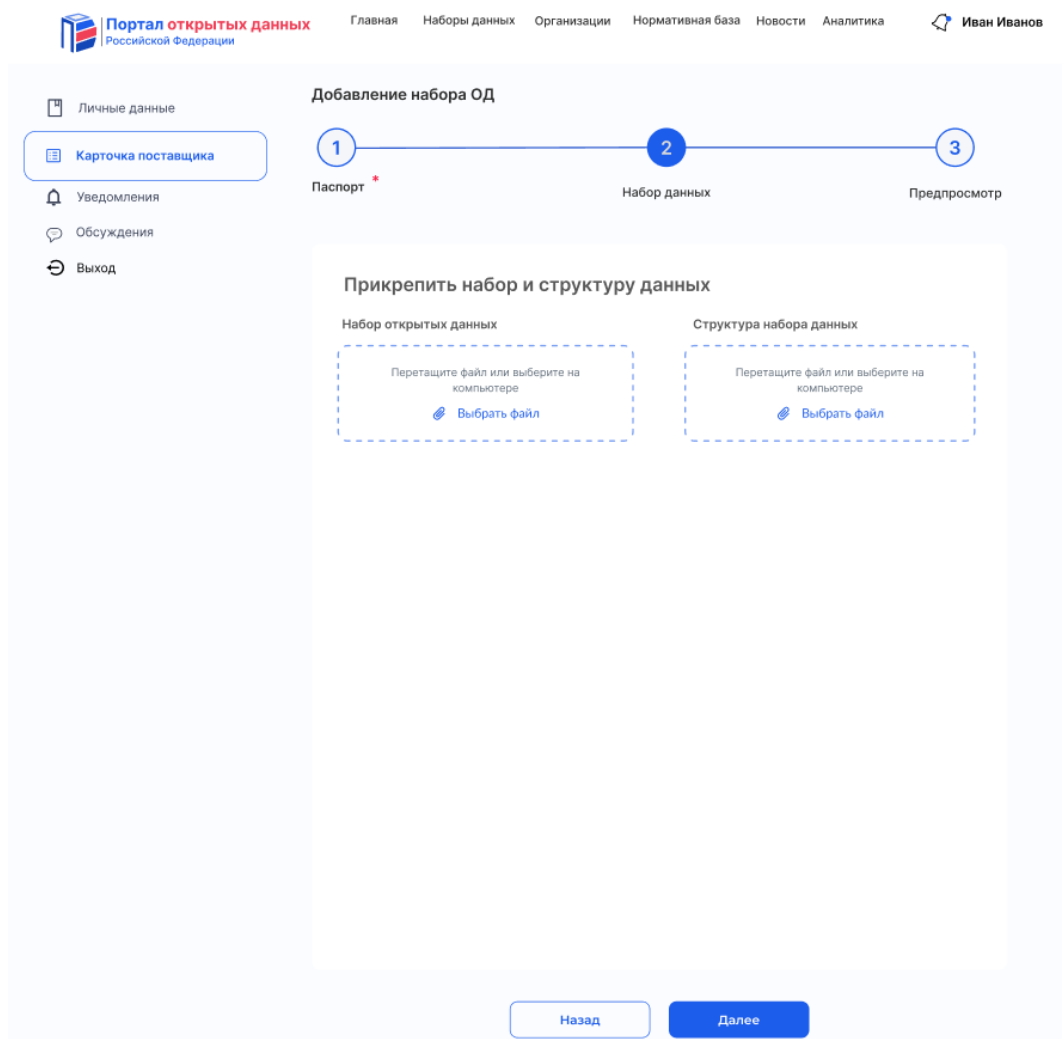 Портал открытых данных
Российской Федерации
Главная Наборы данных Организации Нормативная база Новости Аналитика Иван Иванов
Личные данные
Карточка поставщика
Уведомления
Обсуждения
Выход
Добавление набора ОД
1 2 3
Паспорт * Набор данных Предпросмотр
Прикрепить набор и структуру данных
Набор открытых данных Структура набора данных
Перетащите файл или выберите на
компьютере
Выбрать файл
Перетащите файл или выберите на
компьютере
Выбрать файл
Назад Далее